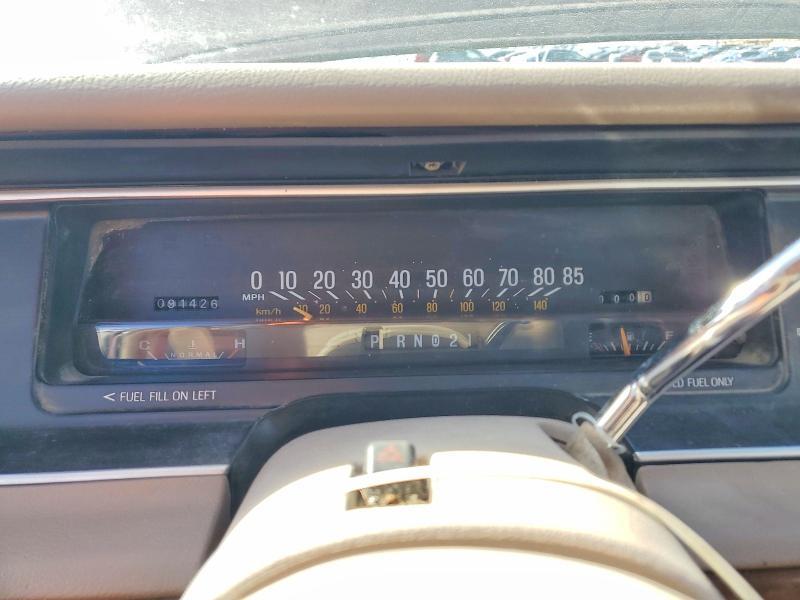 0 10 20 30 40 50 60 70 80 85
MPH
091426
km/h 10 20 40 60 80 100 120 140
C H
NORMAL
P R N D 2 1
F
< FUEL FILL ON LEFT
FUEL ONLY